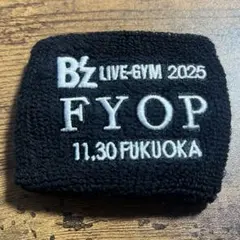 B'z LIVE-GYM 2025
FYOP
11.30 FUKUOKA